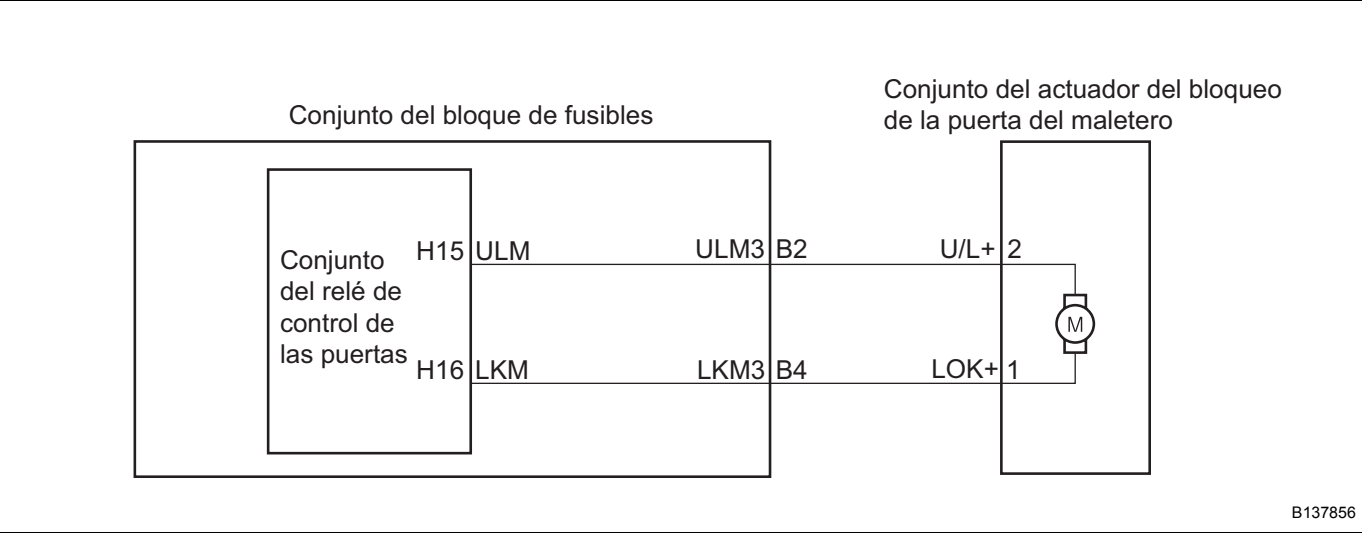 Conjunto del bloque de fusibles
Conjunto del actuador del bloqueo
de la puerta del maletero
Conjunto
del relé de
control de
las puertas
H15 ULM ULM3 B2 U/L+ 2
M
H16 LKM LKM3 B4 LOK+ 1
B137856